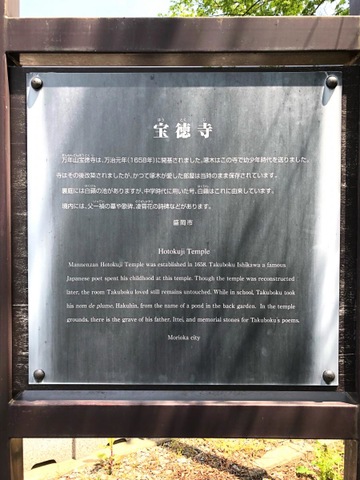 宝徳寺
万年山宝徳寺は、万治元年(1658年)に開基されました。啄木はこの寺で幼少年時代を送りました。
寺はその後改築されましたが、かつて啄木が愛した部屋は当時のまま保存されています。
裏庭には白蘋の池がありますが、中学時代に用いた号、白蘋はこれに由来しています。
境内には、父一禎の墓や歌碑、凌霄花の詩碑などがあります。
盛岡市
Hotokuji Temple
Mannenzan Hotokuji Temple was established in 1658. Takuboku Ishikawa a famous
Japanese poet spent his childhood at this temple. Though the temple was reconstructed
later, the room Takuboku loved still remains untouched. While in school, Takuboku took
his nom de plume, Hakuhin, from the name of a pond in the back garden. In the temple
grounds, there is the grave of his father, Ittei, and memorial stones for Takuboku's poems.
Morioka city